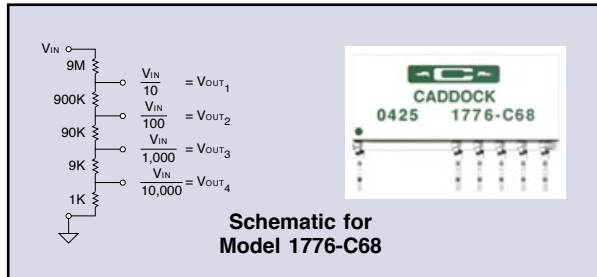 VIN
9M
VIN
10
= VOUT1
900K
VIN
100
= VOUT2
90K
VIN
1,000
= VOUT3
9K
VIN
10,000
= VOUT4
1K
C
CADDOCK
0425 1776-C68
Schematic for
Model 1776-C68